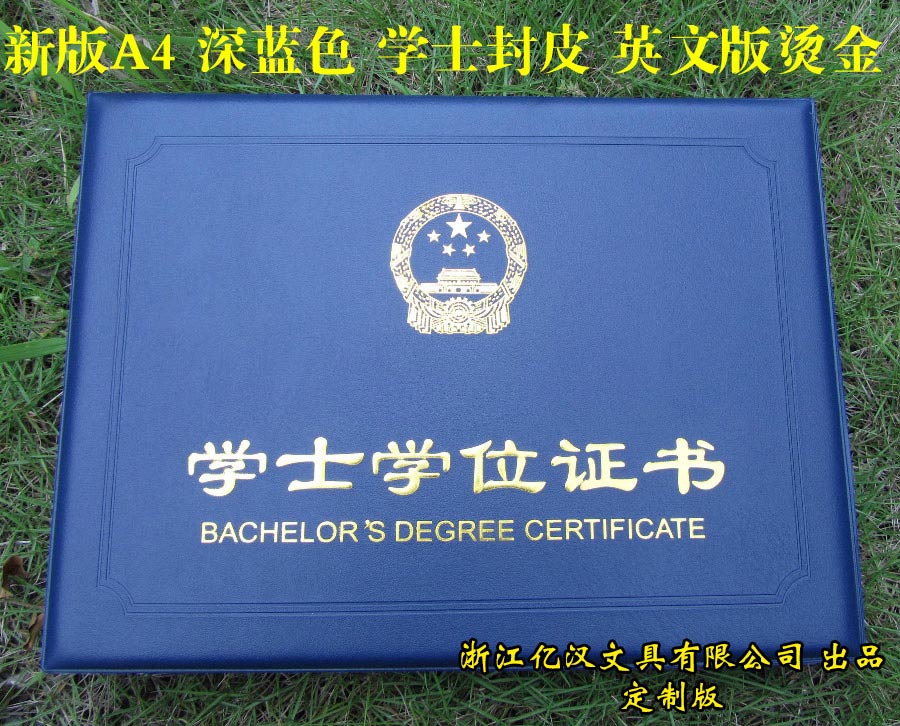 新版A4 深蓝色 学士封皮 英文版烫金
学士学位证书
BACHELOR'S DEGREE CERTIFICATE
浙江亿汉文具有限公司 出品
定制版